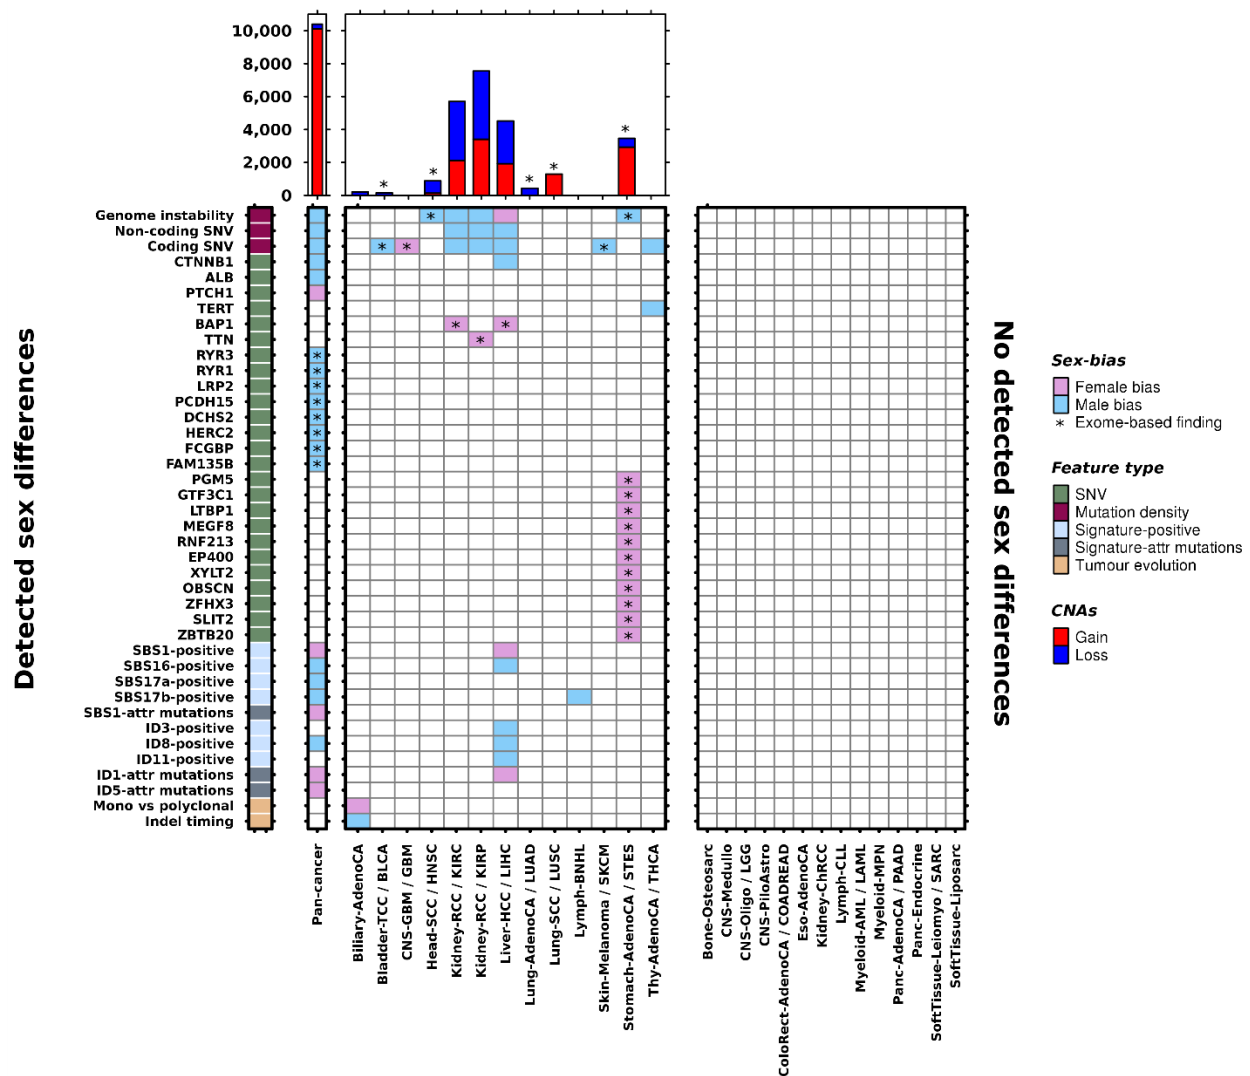 10,000
8,000
6,000
4,000
2,000
0
*
*
*
*
*
Detected sex differences
Genome instability
* *
Non-coding SNV
Coding SNV
* * *
CTNNB1
ALB
PTCH1
TERT
BAP1
* *
TTN
*
RYR3
*
RYR1
*
LRP2
*
PCDH15
*
DCHS2
*
HERC2
*
FCGBP
*
FAM135B
*
PGM5
*
GTF3C1
*
LTBP1
*
MEGF8
*
RNF213
*
EP400
*
XYLT2
*
OBSCN
*
ZFHX3
*
SLIT2
*
ZBTB20
*
SBS1-positive
SBS16-positive
SBS17a-positive
SBS17b-positive
SBS1-attr mutations
ID3-positive
ID8-positive
ID11-positive
ID1-attr mutations
ID5-attr mutations
Mono vs polyclonal
Indel timing
Pan-cancer
Biliary-AdenoCA
Bladder-TCC / BLCA
CNS-GBM / GBM
Head-SCC / HNSC
Kidney-RCC / KIRC
Kidney-RCC / KIRP
Liver-HCC / LIHC
Lung-AdenoCA / LUAD
Lung-SCC / LUSC
Lymph-BNHL
Skin-Melanoma / SKCM
Stomach-AdenoCA / STES
Thy-AdenoCA / THCA
Bone-Osteosarc
CNS-Medullo
CNS-Oligo / LGG
CNS-PiloAstro
ColoRect-AdenoCA / COADREAD
Eso-AdenoCA
Kidney-ChRCC
Lymph-CLL
Myeloid-AML / LAML
Myeloid-MPN
Panc-AdenoCA / PAAD
Panc-Endocrine
SoftTissue-Leiomyo / SARC
SoftTissue-Liposarc
No detected sex differences
Sex-bias
Female bias
Male bias
* Exome-based finding
Feature type
SNV
Mutation density
Signature-positive
Signature-attr mutations
Tumour evolution
CNAs
Gain
Loss